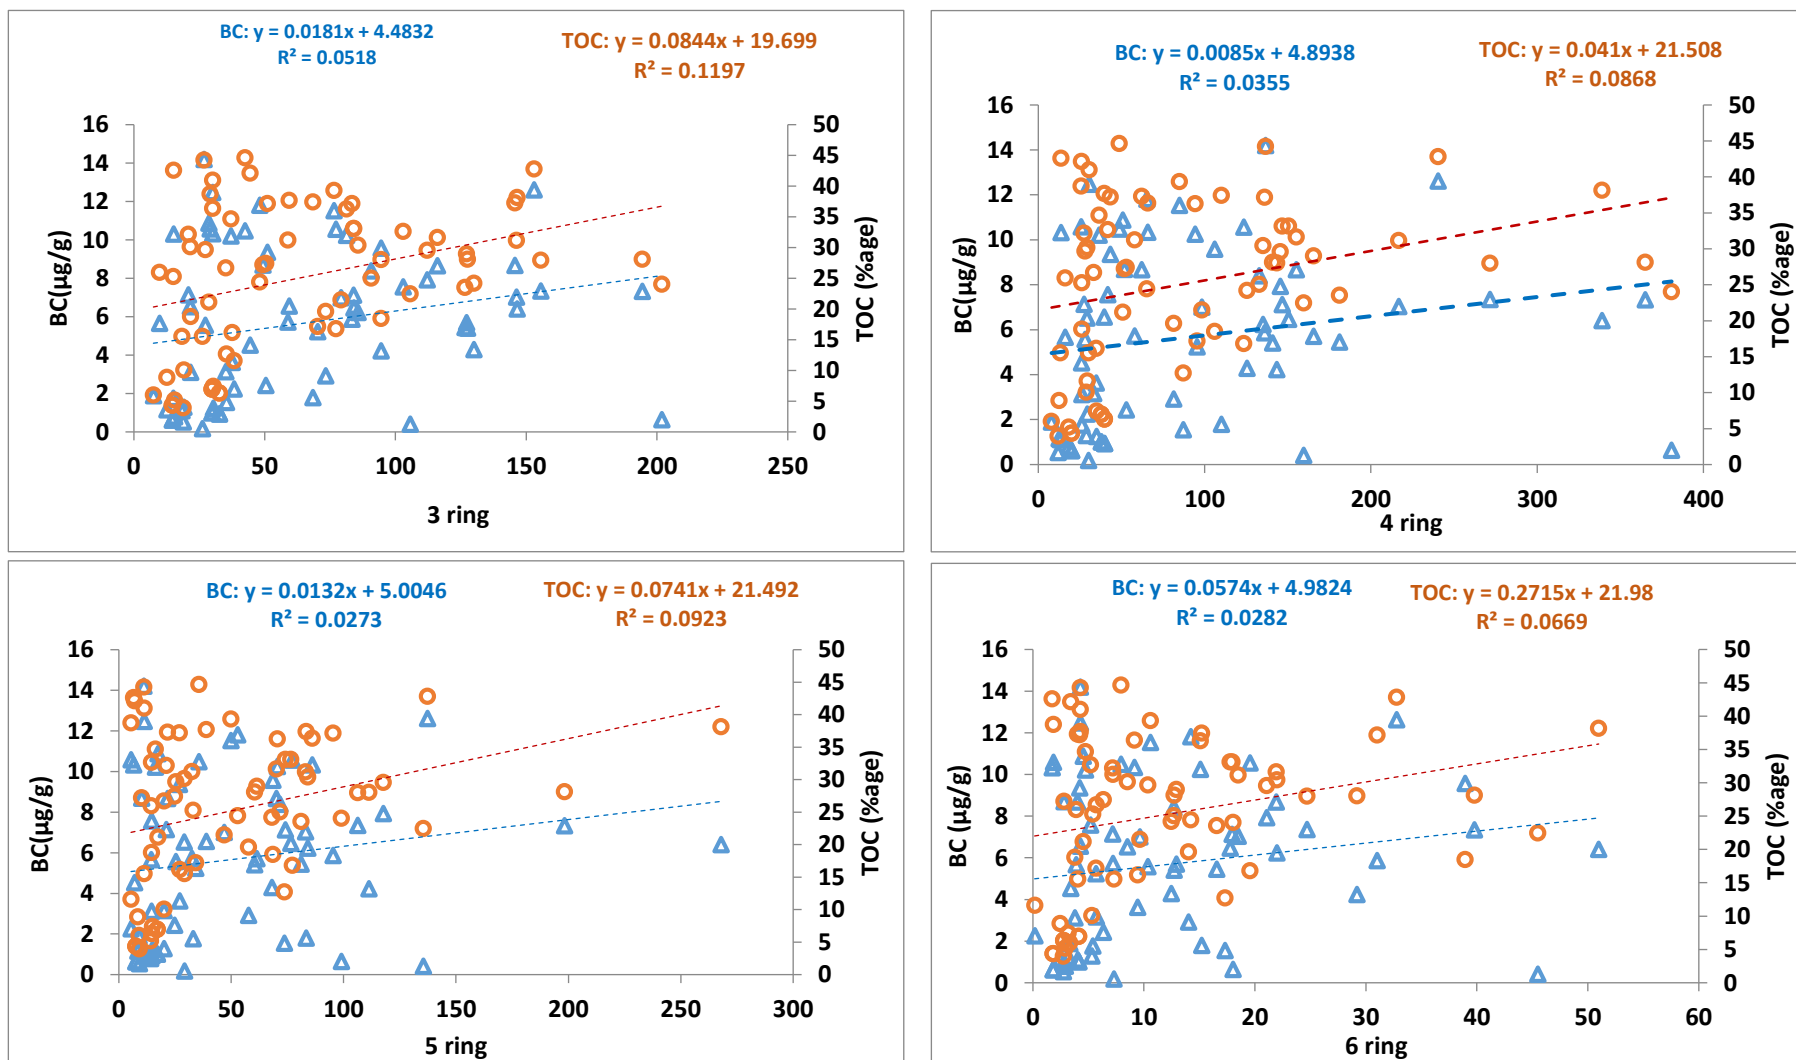 BC: y = 0.0181x + 4.4832
R² = 0.0518
TOC: y = 0.0844x + 19.699
R² = 0.1197
16
14
12
10
8
6
4
2
0
BC(µg/g)
50
45
40
35
30
25
20
15
10
5
0
TOC (%age)
0 50 100 150 200 250
3 ring
BC: y = 0.0085x + 4.8938
R² = 0.0355
TOC: y = 0.041x + 21.508
R² = 0.0868
16
14
12
10
8
6
4
2
0
BC(µg/g)
50
45
40
35
30
25
20
15
10
5
0
TOC (%age)
0 100 200 300 400
4 ring
BC: y = 0.0132x + 5.0046
R² = 0.0273
TOC: y = 0.0741x + 21.492
R² = 0.0923
16
14
12
10
8
6
4
2
0
BC(µg/g)
50
45
40
35
30
25
20
15
10
5
0
TOC (%age)
0 50 100 150 200 250 300
5 ring
BC: y = 0.0574x + 4.9824
R² = 0.0282
TOC: y = 0.2715x + 21.98
R² = 0.0669
16
14
12
10
8
6
4
2
0
BC (µg/g)
50
45
40
35
30
25
20
15
10
5
0
TOC (%age)
0 10 20 30 40 50 60
6 ring